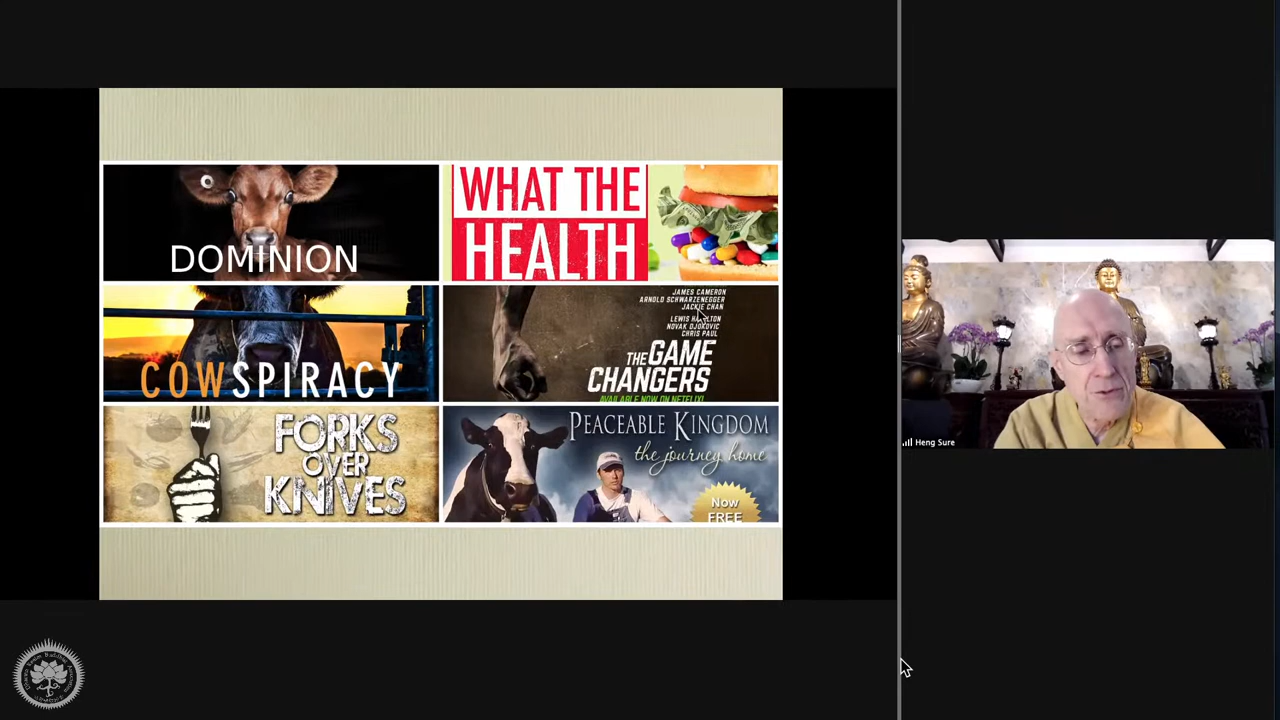 DOMINION
WHAT THE
HEALTH
COWSPIRACY
JAMES CAMERON
ARNOLD SCHWARZENEGGER
JACKIE CHAN
LEWIS HAMILTON
NOVAK DJOKOVIC
CHRIS PAUL
THE GAME
CHANGERS
AVAILABLE NOW ON NETFLIX!
FORKS
OVER
KNIVES
PEACEABLE KINGDOM
the journey home
Now
FREE
Heng Sure